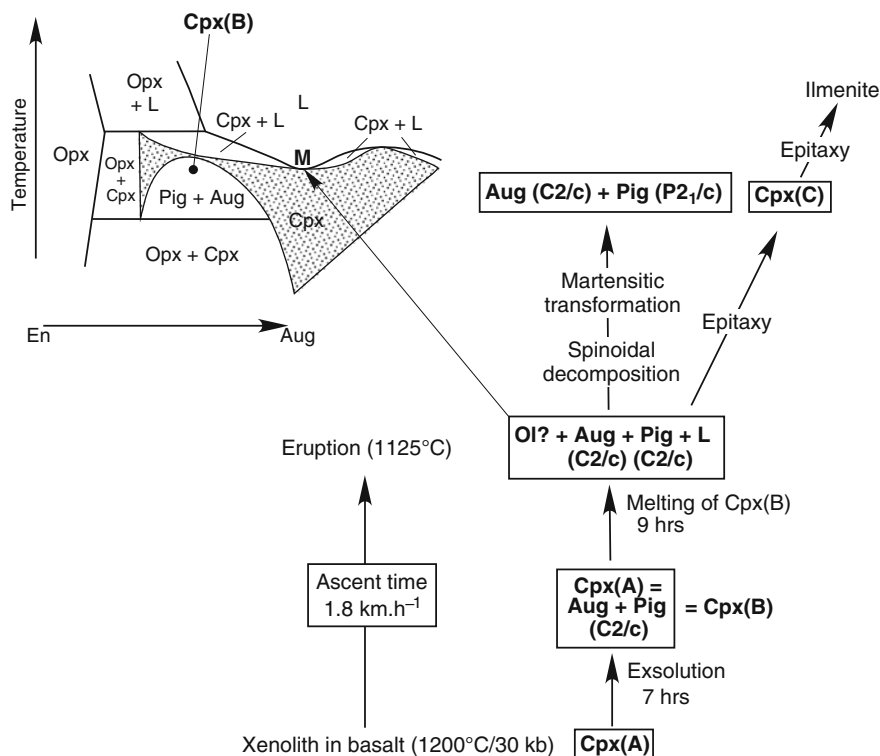 Cpx(B)
Temperature
Opx
+ L
L
Cpx + L
Cpx + L
M
Opx
Opx
+
Cpx
Pig + Aug
Cpx
Opx + Cpx
En
Aug
Ilmenite
Epitaxy
Aug (C2/c) + Pig (P2₁/c)
Cpx(C)
Martensitic
transformation
Spinoidal
decomposition
Epitaxy
Ol? + Aug + Pig + L
(C2/c) (C2/c)
Eruption (1125°C)
Melting of Cpx(B)
9 hrs
Ascent time
1.8 km.h⁻¹
Cpx(A) =
Aug + Pig
(C2/c)
= Cpx(B)
Exsolution
7 hrs
Xenolith in basalt (1200°C/30 kb)
Cpx(A)